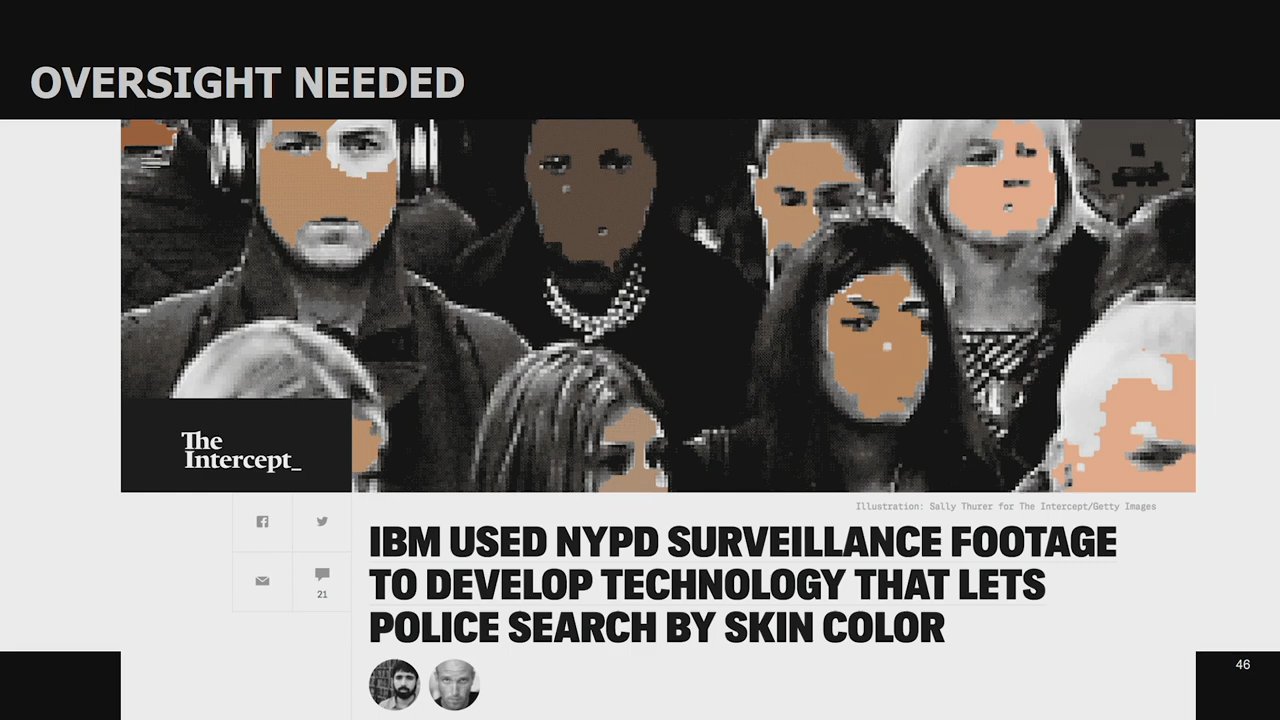 OVERSIGHT NEEDED
The
Intercept_
Illustration: Sally Thurer for The Intercept/Getty Images
IBM USED NYPD SURVEILLANCE FOOTAGE
TO DEVELOP TECHNOLOGY THAT LETS
POLICE SEARCH BY SKIN COLOR
21
46